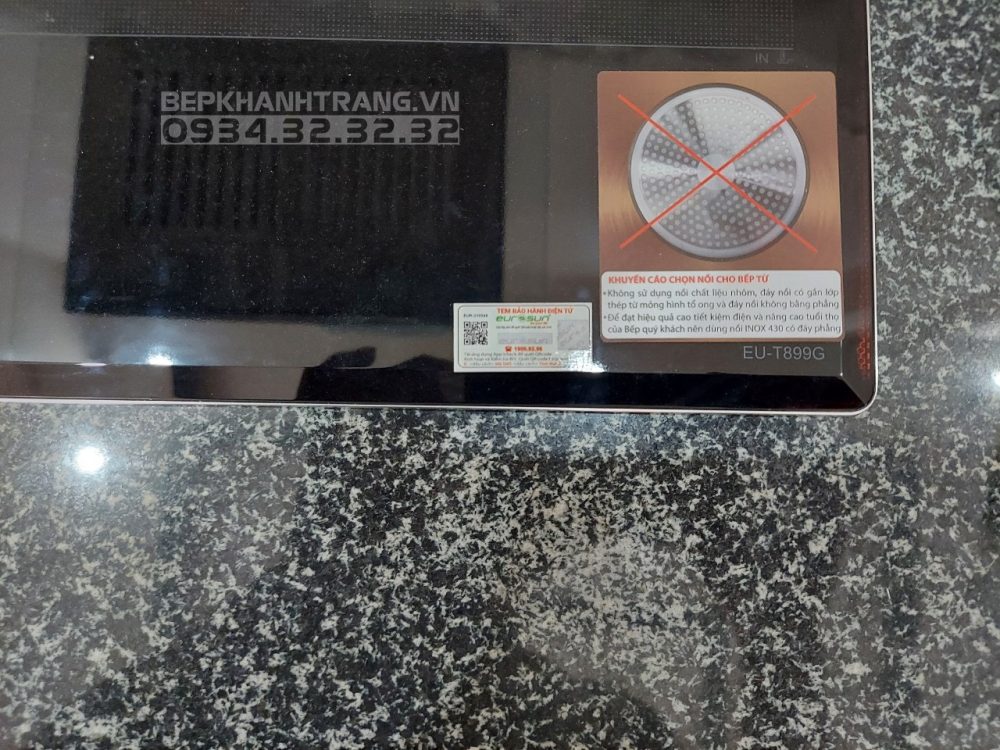 IN
BEPKHANHTRANG.VN
0934.32.32.32
KHUYẾN CÁO CHỌN NỒI CHO BẾP TỪ
•Không sử dụng nồi chất liệu nhôm, đáy nồi có gắn lớp
thép từ mỏng hình tổ ong và đáy nồi không bằng phẳng
•Để đạt hiệu quả cao tiết kiệm điện và nâng cao tuổi thọ
của Bếp quý khách nên dùng nồi INOX 430 có đáy phẳng
TEM BẢO HÀNH ĐIỆN TỬ
eurosun
EU-T899G